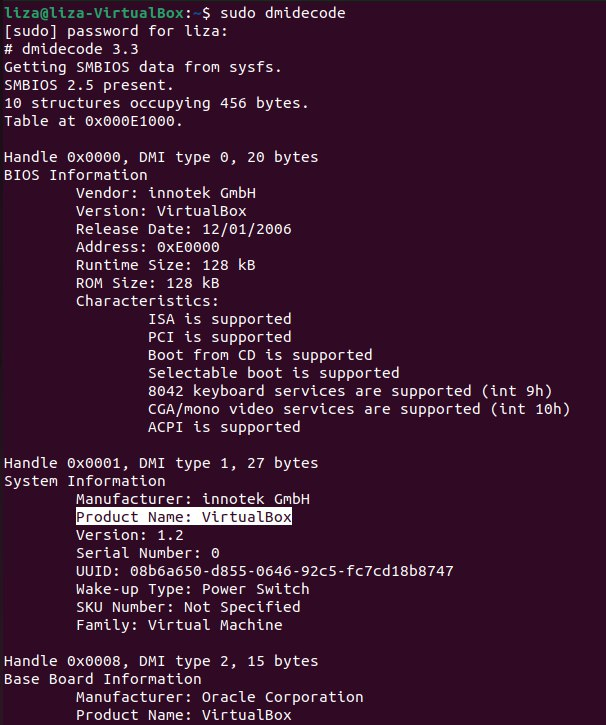 liza@liza-VirtualBox:~$ sudo dmidecode
[sudo] password for liza:
# dmidecode 3.3
Getting SMBIOS data from sysfs.
SMBIOS 2.5 present.
10 structures occupying 456 bytes.
Table at 0x000E1000.

Handle 0x0000, DMI type 0, 20 bytes
BIOS Information
        Vendor: innotek GmbH
        Version: VirtualBox
        Release Date: 12/01/2006
        Address: 0xE0000
        Runtime Size: 128 kB
        ROM Size: 128 kB
        Characteristics:
                ISA is supported
                PCI is supported
                Boot from CD is supported
                Selectable boot is supported
                8042 keyboard services are supported (int 9h)
                CGA/mono video services are supported (int 10h)
                ACPI is supported

Handle 0x0001, DMI type 1, 27 bytes
System Information
        Manufacturer: innotek GmbH
        Product Name: VirtualBox
        Version: 1.2
        Serial Number: 0
        UUID: 08b6a650-d855-0646-92c5-fc7cd18b8747
        Wake-up Type: Power Switch
        SKU Number: Not Specified
        Family: Virtual Machine

Handle 0x0008, DMI type 2, 15 bytes
Base Board Information
        Manufacturer: Oracle Corporation
        Product Name: VirtualBox